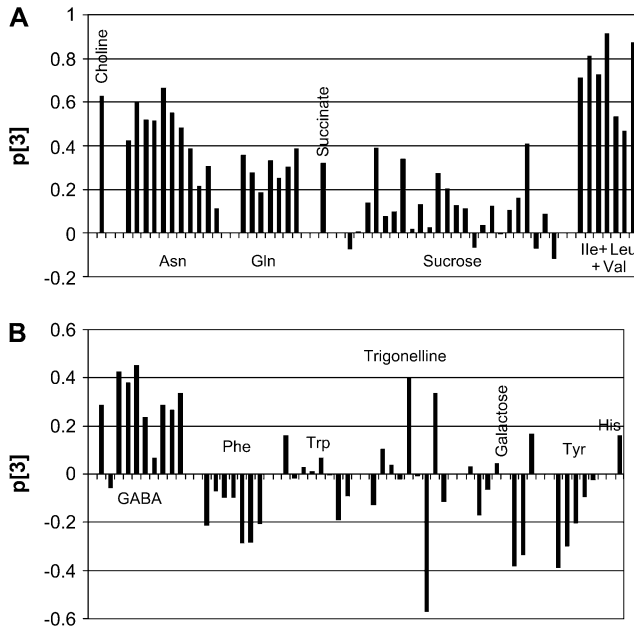 A
1
0.8
0.6
0.4
0.2
0
-0.2
p[3]
Choline
Asn
Gln
Succinate
Sucrose
Ile+ Leu
+ Val
B
0.6
0.4
0.2
0
-0.2
-0.4
-0.6
p[3]
GABA
Phe
Trp
Trigonelline
Galactose
Tyr
His